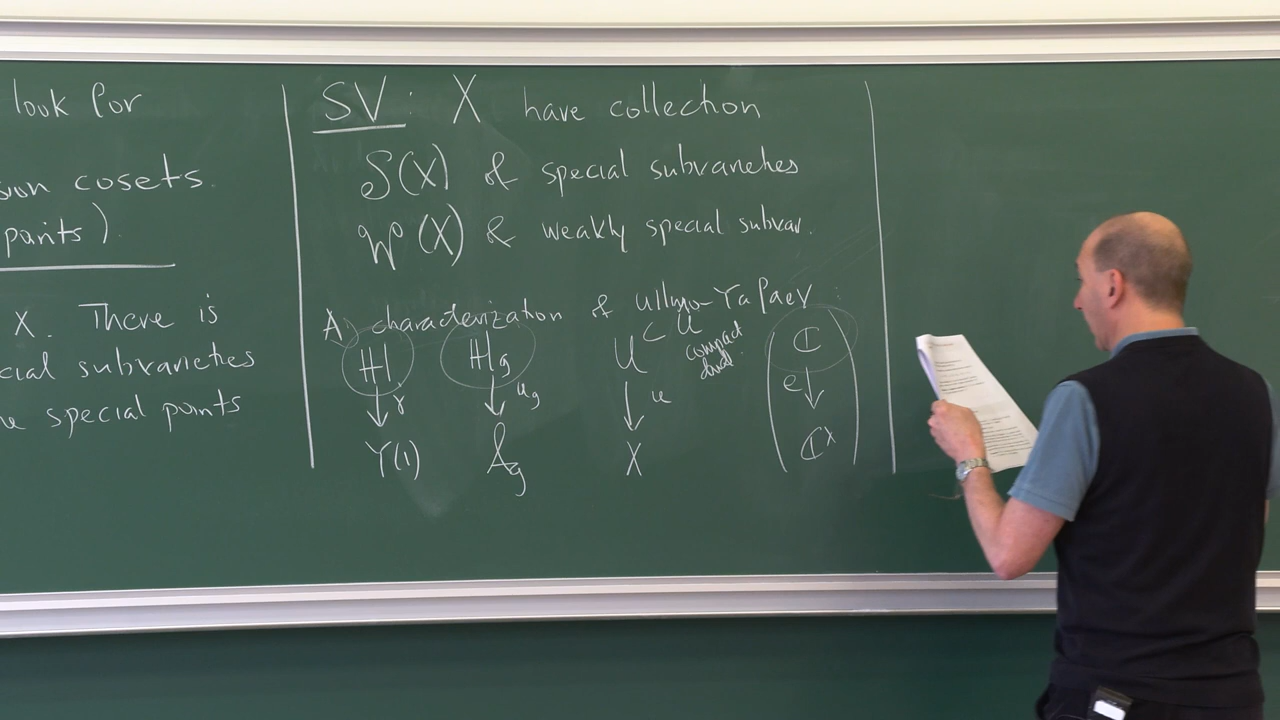 look for
cosets.
points).
X. There is
cial subvarieties
special points
SV: X have collection
S(X) of special subvarieties
W(X) of weakly special subvar.
A characterization of Ullmo-Yafaev:
ℍ ℍg U ⊂ U compact dual. ℂ
↓ ↓ ug ↓ u e ↓
Y(1) Ag X ℂ×